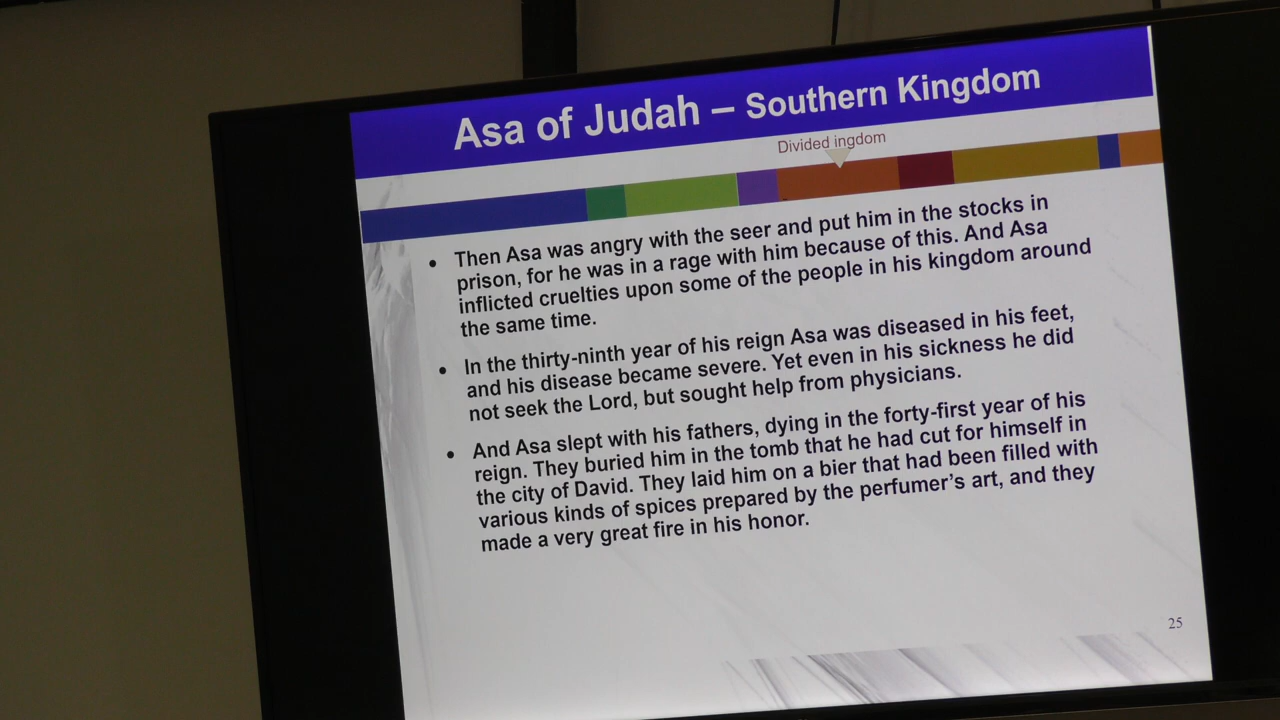 Asa of Judah – Southern Kingdom
Divided ingdom
• Then Asa was angry with the seer and put him in the stocks in
prison, for he was in a rage with him because of this. And Asa
inflicted cruelties upon some of the people in his kingdom around
the same time.
• In the thirty-ninth year of his reign Asa was diseased in his feet,
and his disease became severe. Yet even in his sickness he did
not seek the Lord, but sought help from physicians.
• And Asa slept with his fathers, dying in the forty-first year of his
reign. They buried him in the tomb that he had cut for himself in
the city of David. They laid him on a bier that had been filled with
various kinds of spices prepared by the perfumer's art, and they
made a very great fire in his honor.
25